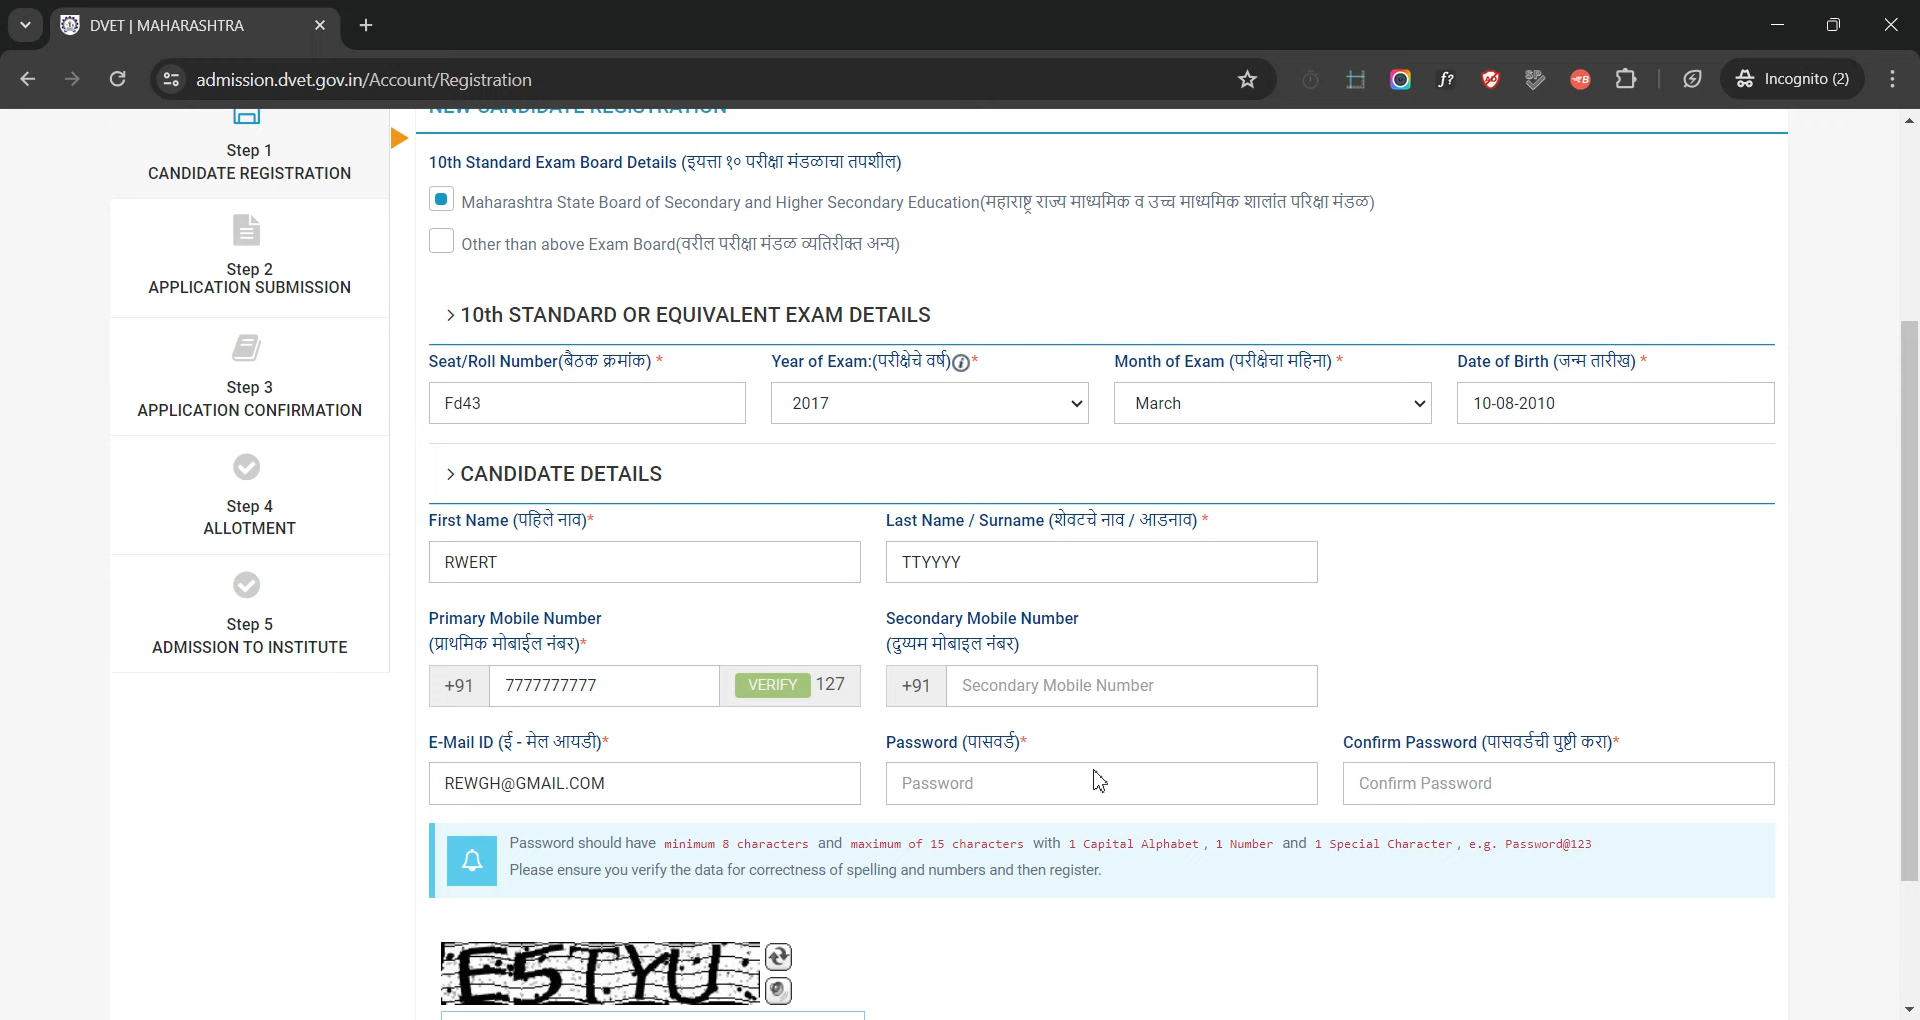 DVET | MAHARASHTRA
admission.dvet.gov.in/Account/Registration
Incognito (2)
NEW CANDIDATE REGISTRATION
Step 1
CANDIDATE REGISTRATION
Step 2
APPLICATION SUBMISSION
Step 3
APPLICATION CONFIRMATION
Step 4
ALLOTMENT
Step 5
ADMISSION TO INSTITUTE
10th Standard Exam Board Details (इयत्ता १० परीक्षा मंडळाचा तपशील)
Maharashtra State Board of Secondary and Higher Secondary Education(महाराष्ट्र राज्य माध्यमिक व उच्च माध्यमिक शालांत परिक्षा मंडळ)
Other than above Exam Board(वरील परीक्षा मंडळ व्यतिरीक्त अन्य)
> 10th STANDARD OR EQUIVALENT EXAM DETAILS
Seat/Roll Number(बैठक क्रमांक) * Year of Exam:(परीक्षेचे वर्ष) i * Month of Exam (परीक्षेचा महिना) * Date of Birth (जन्म तारीख) *
Fd43 2017 March 10-08-2010
> CANDIDATE DETAILS
First Name (पहिले नाव)* Last Name / Surname (शेवटचे नाव / आडनाव) *
RWERT TTYYYY
Primary Mobile Number Secondary Mobile Number
(प्राथमिक मोबाईल नंबर)* (दुय्यम मोबाइल नंबर)
+91 7777777777 VERIFY 127 +91 Secondary Mobile Number
E-Mail ID (ई - मेल आयडी)* Password (पासवर्ड)* Confirm Password (पासवर्डची पुष्टी करा)*
REWGH@GMAIL.COM Password Confirm Password
Password should have minimum 8 characters and maximum of 15 characters with 1 Capital Alphabet, 1 Number and 1 Special Character, e.g. Password@123
Please ensure you verify the data for correctness of spelling and numbers and then register.
E5TYU